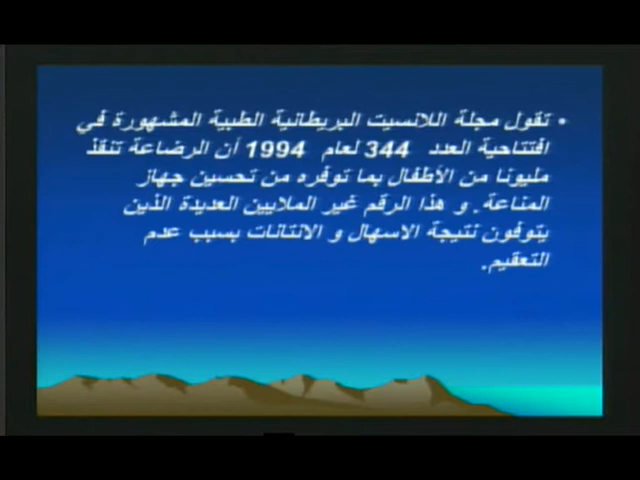 • تقول مجلة اللانسيت البريطانية الطبية المشهورة في
افتتاحية العدد 344 لعام 1994 أن الرضاعة تنقذ
مليونا من الأطفال بما توفره من تحسين جهاز
المناعة. و هذا الرقم غير الملايين العديدة الذين
يتوفون نتيجة الاسهال و الانتانات بسبب عدم
التعقيم.